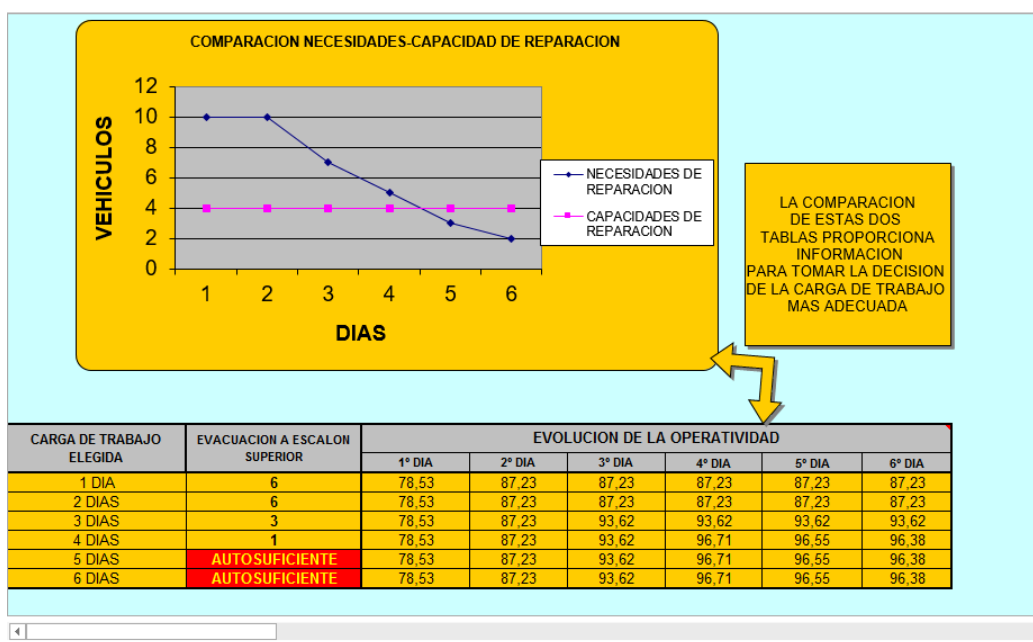 COMPARACION NECESIDADES-CAPACIDAD DE REPARACION
12
10
8
6
4
2
0
VEHICULOS
1 2 3 4 5 6
DIAS
NECESIDADES DE
REPARACION
CAPACIDADES DE
REPARACION
LA COMPARACION
DE ESTAS DOS
TABLAS PROPORCIONA
INFORMACION
PARA TOMAR LA DECISION
DE LA CARGA DE TRABAJO
MAS ADECUADA
CARGA DE TRABAJO
ELEGIDA
EVACUACION A ESCALON
SUPERIOR
EVOLUCION DE LA OPERATIVIDAD
1º DIA 2º DIA 3º DIA 4º DIA 5º DIA 6º DIA
1 DIA 6 78,53 87,23 87,23 87,23 87,23 87,23
2 DIAS 6 78,53 87,23 87,23 87,23 87,23 87,23
3 DIAS 3 78,53 87,23 93,62 93,62 93,62 93,62
4 DIAS 1 78,53 87,23 93,62 96,71 96,55 96,38
5 DIAS AUTOSUFICIENTE 78,53 87,23 93,62 96,71 96,55 96,38
6 DIAS AUTOSUFICIENTE 78,53 87,23 93,62 96,71 96,55 96,38